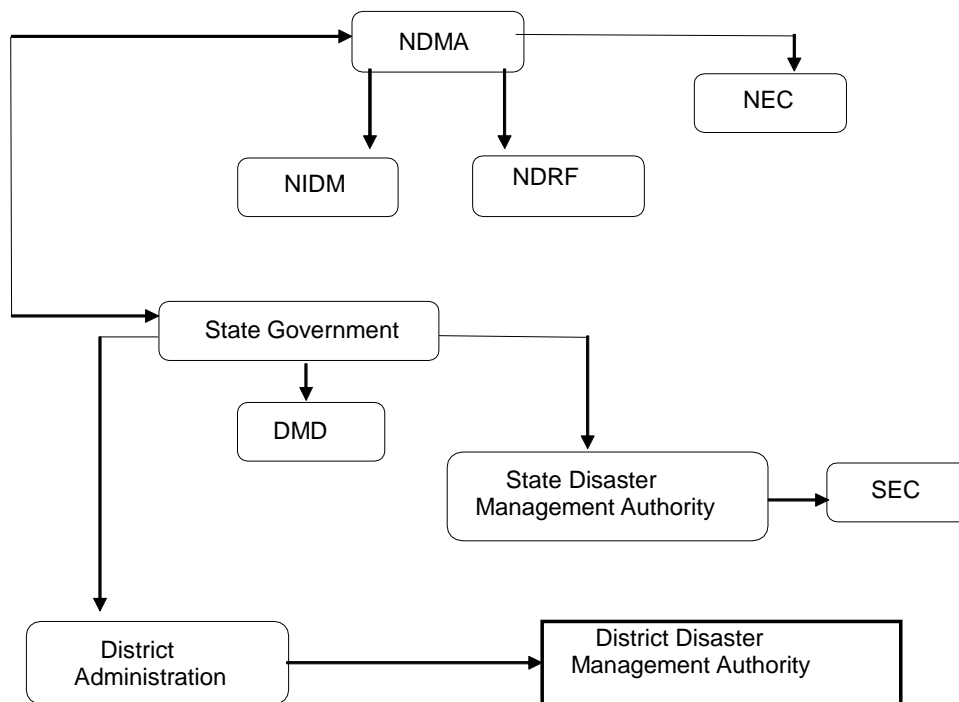 NDMA
NEC
NIDM
NDRF
State Government
DMD
State Disaster
Management Authority
SEC
District
Administration
District Disaster
Management Authority